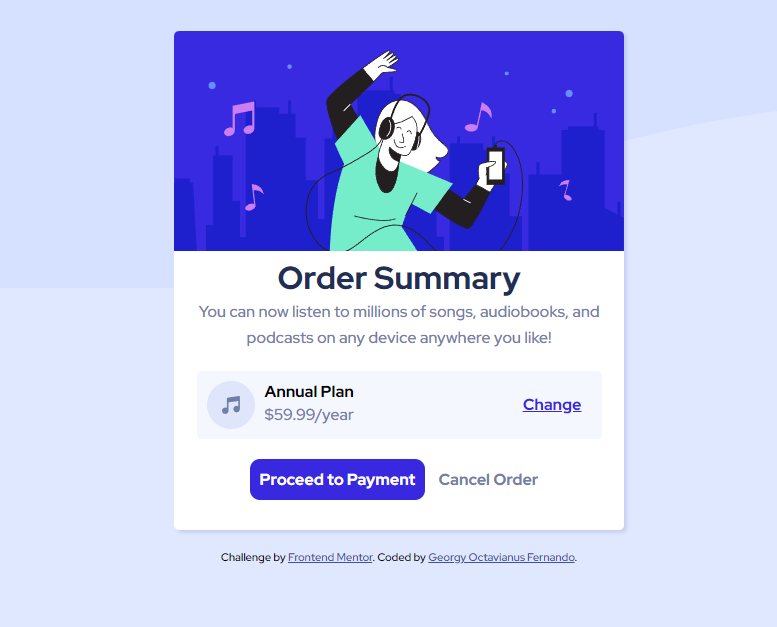 Order Summary
You can now listen to millions of songs, audiobooks, and
podcasts on any device anywhere you like!
Annual Plan
$59.99/year
Change
Proceed to Payment
Cancel Order
Challenge by Frontend Mentor. Coded by Georgy Octavianus Fernando.